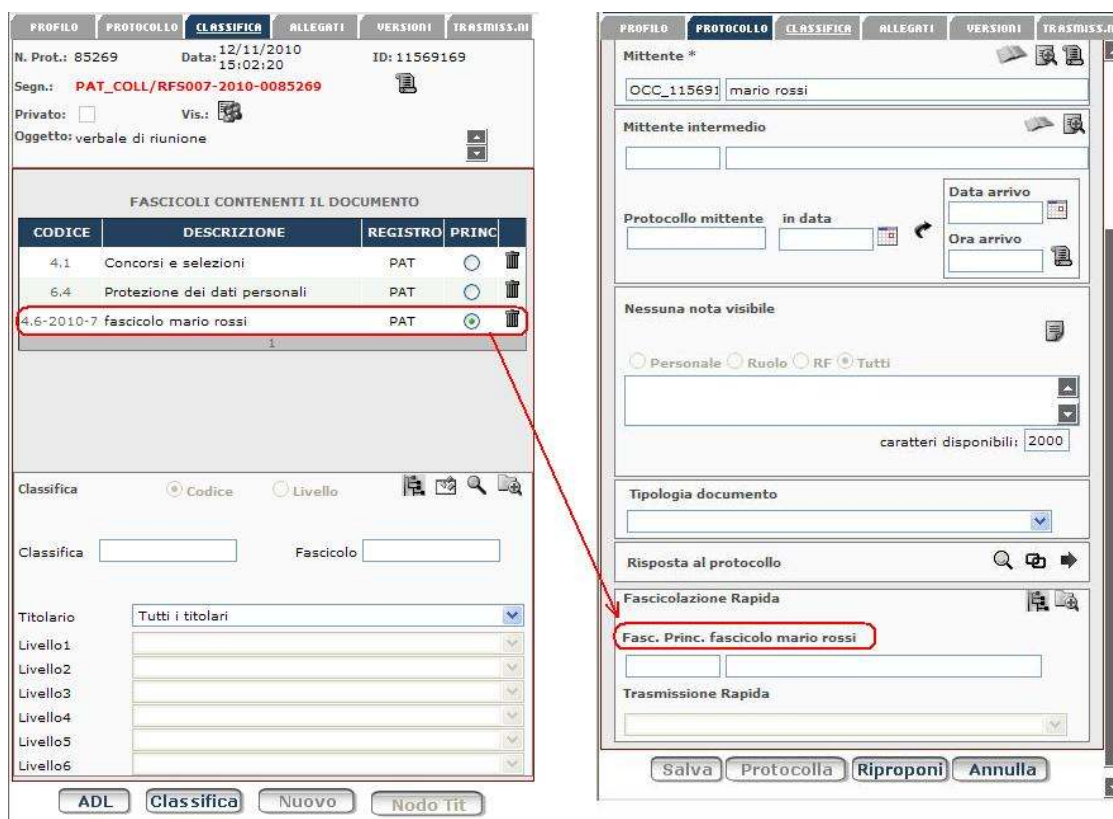 PROFILO PROTOCOLLO CLASSIFICA ALLEGATI VERSIONI TRASMISS.NI
N. Prot.: 85269 Data: 12/11/2010 15:02:20 ID: 11569169
Segn.: PAT_COLL/RFS007-2010-0085269
Privato: Vis.:
Oggetto: verbale di riunione
FASCICOLI CONTENENTI IL DOCUMENTO
CODICE DESCRIZIONE REGISTRO PRINC
4.1 Concorsi e selezioni PAT
6.4 Protezione dei dati personali PAT
4.6-2010-7 fascicolo mario rossi PAT
1
Classifica Codice Livello
Classifica Fascicolo
Titolario Tutti i titolari
Livello1
Livello2
Livello3
Livello4
Livello5
Livello6
ADL Classifica Nuovo Nodo Tit
PROFILO PROTOCOLLO CLASSIFICA ALLEGATI VERSIONI TRASMISS.N
Mittente *
OCC_115691 mario rossi
Mittente intermedio
Data arrivo
Protocollo mittente in data
Ora arrivo
Nessuna nota visibile
Personale Ruolo RF Tutti
caratteri disponibili: 2000
Tipologia documento
Risposta al protocollo
Fascicolazione Rapida
Fasc. Princ. fascicolo mario rossi
Trasmissione Rapida
Salva Protocolla Riproponi Annulla